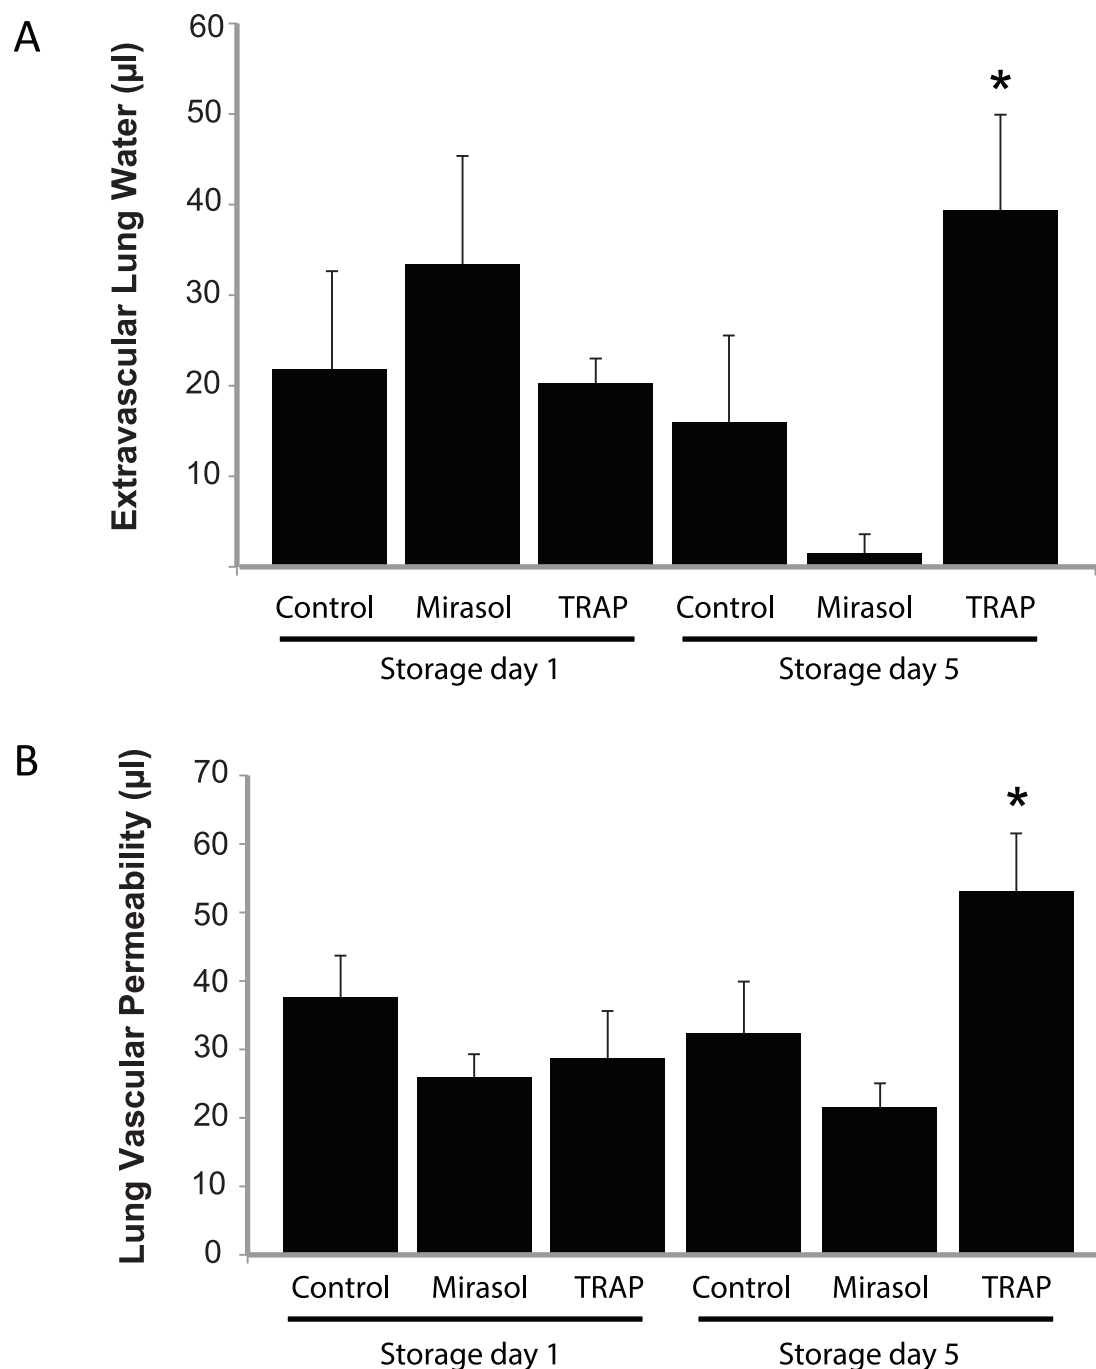 A
Extravascular Lung Water (µl)
60
50
40
30
20
10
*
Control Mirasol TRAP Control Mirasol TRAP
Storage day 1 Storage day 5
B
Lung Vascular Permeability (µl)
70
60
50
40
30
20
10
0
*
Control Mirasol TRAP Control Mirasol TRAP
Storage day 1 Storage day 5